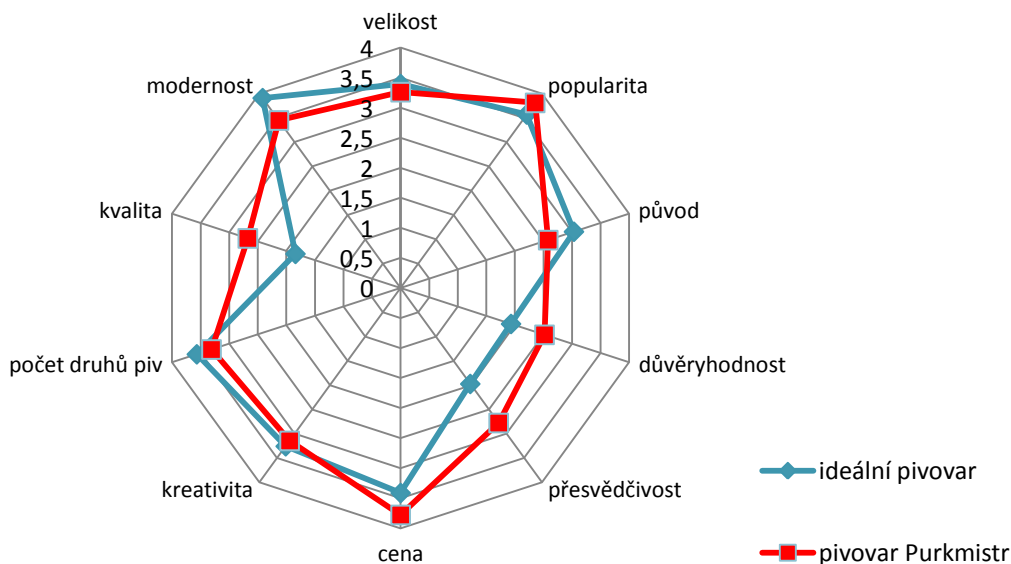 velikost
4
3,5
3
2,5
2
1,5
1
0,5
0
modernost
popularita
kvalita
původ
počet druhů piv
důvěryhodnost
kreativita
přesvědčivost
cena
ideální pivovar
pivovar Purkmistr